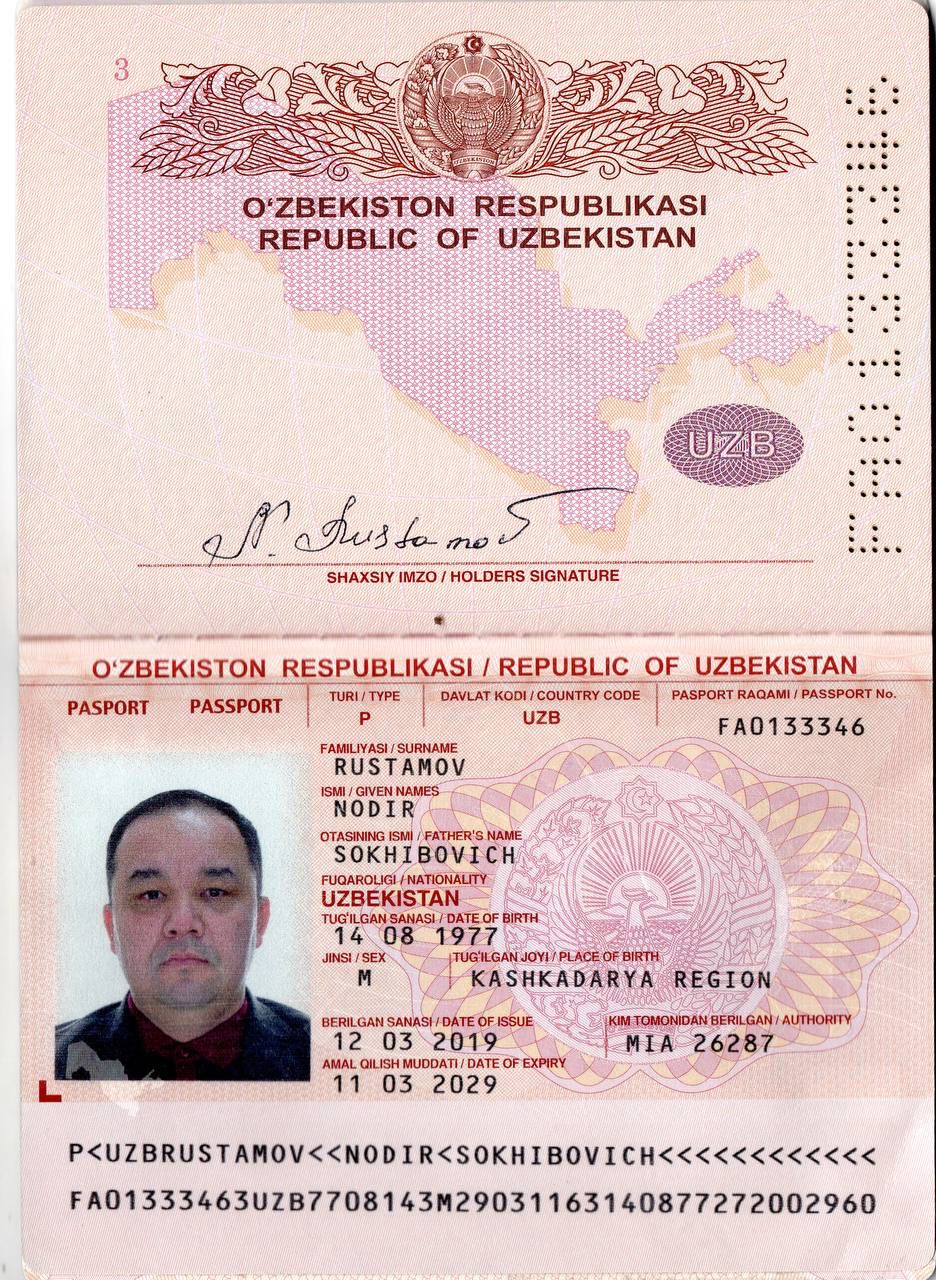 3
O‘ZBEKISTON RESPUBLIKASI
REPUBLIC OF UZBEKISTAN
FA0133346
UZB
N. Rustamov
SHAXSIY IMZO / HOLDERS SIGNATURE
O‘ZBEKISTON RESPUBLIKASI / REPUBLIC OF UZBEKISTAN
PASPORT PASSPORT
TURI / TYPE
P
DAVLAT KODI / COUNTRY CODE
UZB
PASPORT RAQAMI / PASSPORT No.
FA0133346
FAMILIYASI / SURNAME
RUSTAMOV
ISMI / GIVEN NAMES
NODIR
OTASINING ISMI / FATHER'S NAME
SOKHIBOVICH
FUQAROLIGI / NATIONALITY
UZBEKISTAN
TUG‘ILGAN SANASI / DATE OF BIRTH
14 08 1977
JINSI / SEX
M
TUG‘ILGAN JOYI / PLACE OF BIRTH
KASHKADARYA REGION
BERILGAN SANASI / DATE OF ISSUE
12 03 2019
KIM TOMONIDAN BERILGAN / AUTHORITY
MIA 26287
AMAL QILISH MUDDATI / DATE OF EXPIRY
11 03 2029
P<UZBRUSTAMOV<<NODIR<SOKHIBOVICH<<<<<<<<<<<<
FA01333463UZB7708143M29031163140877272002960